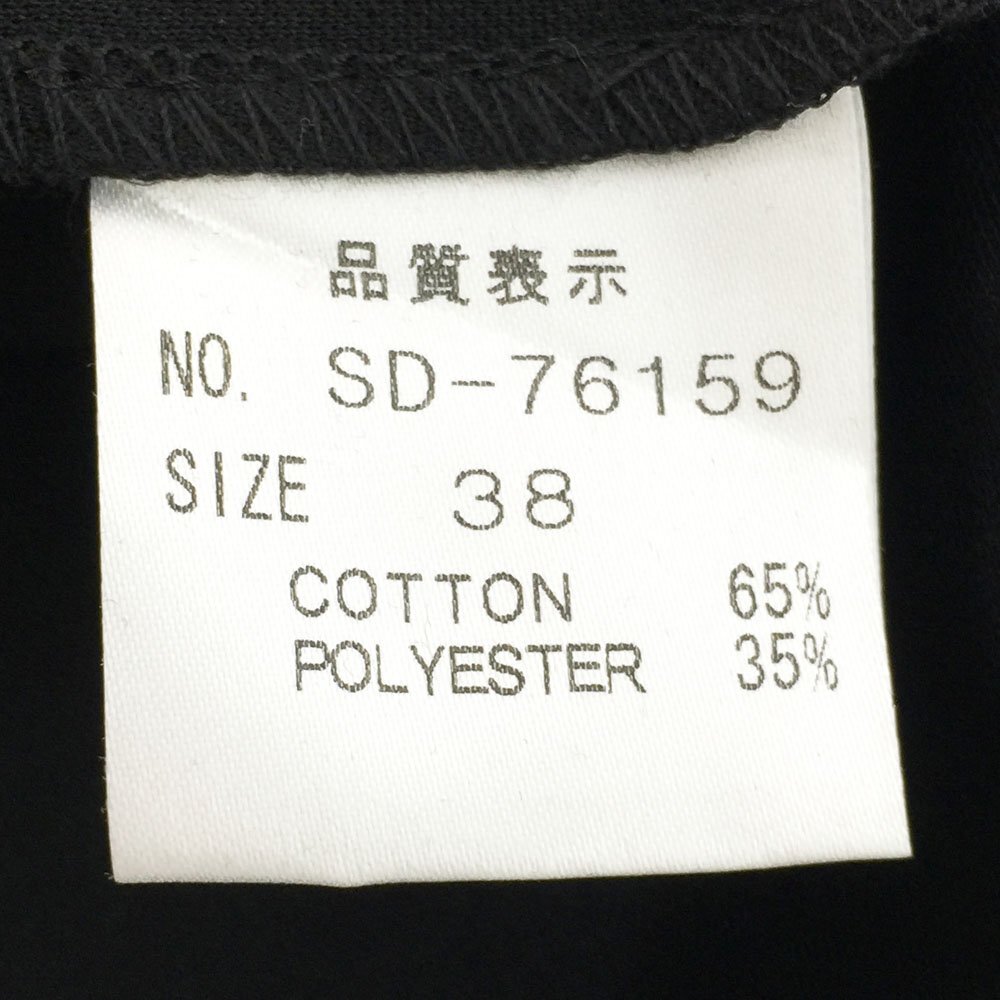 品質表示
NO. SD-76159
SIZE 38
COTTON 65%
POLYESTER 35%